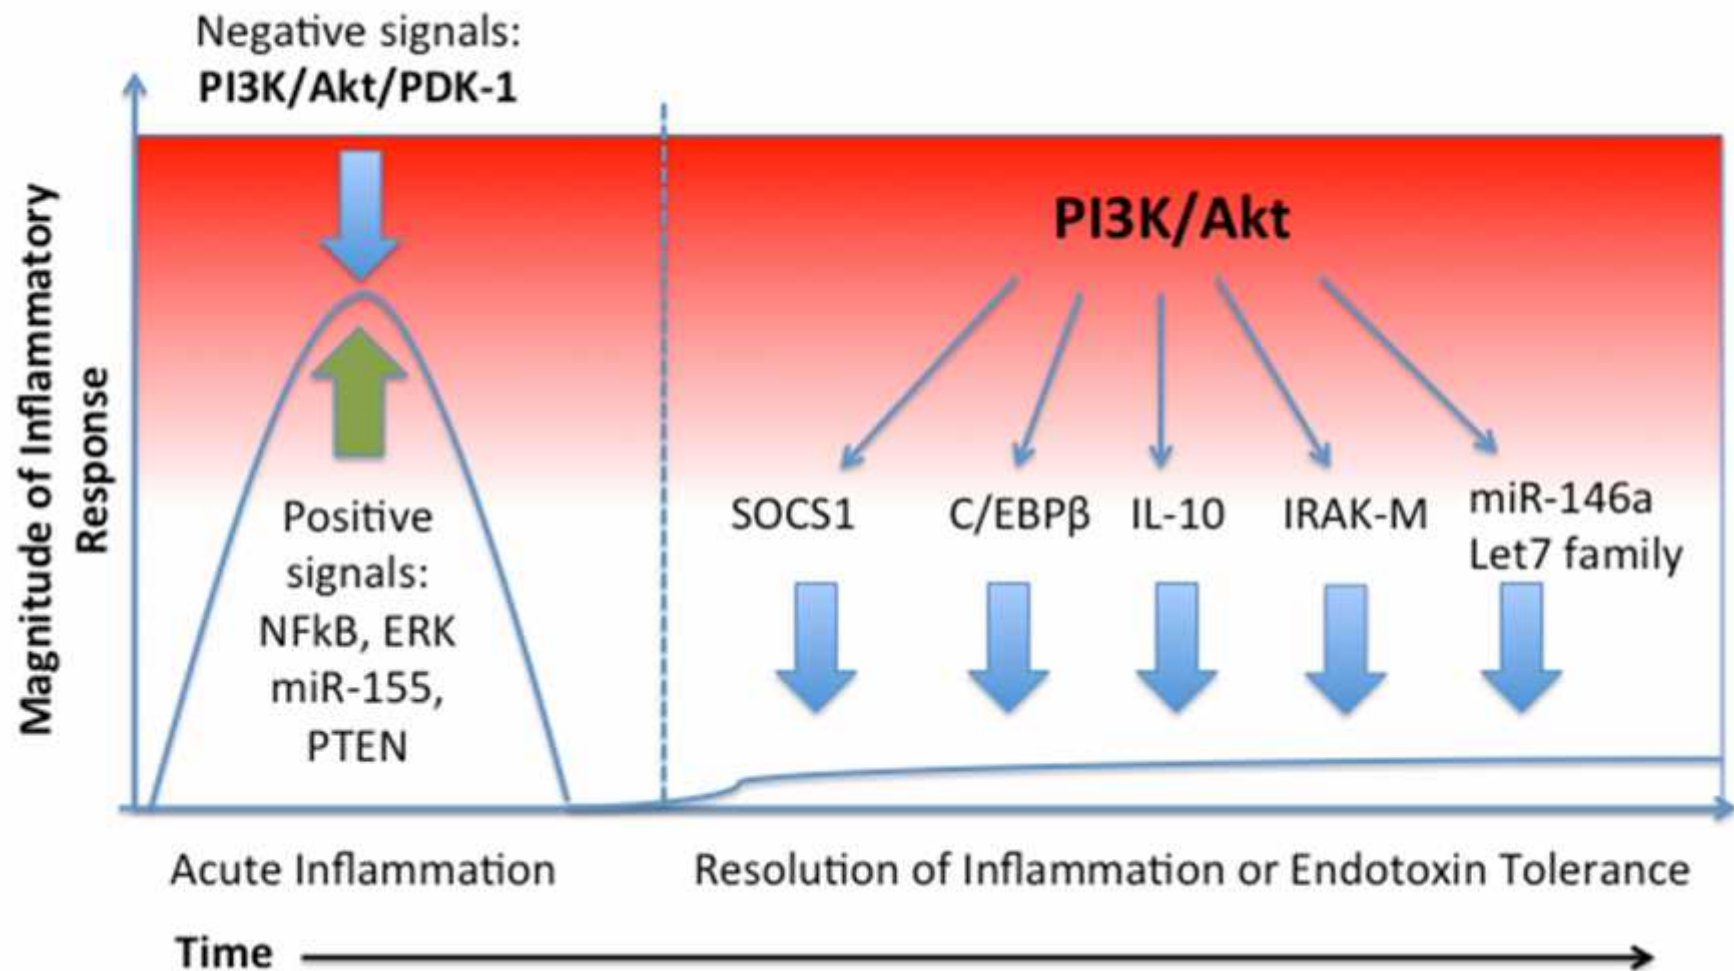 Negative signals:
PI3K/Akt/PDK-1
Magnitude of Inflammatory
Response
Positive
signals:
NFkB, ERK
miR-155,
PTEN
PI3K/Akt
SOCS1
C/EBPβ
IL-10
IRAK-M
miR-146a
Let7 family
Acute Inflammation
Resolution of Inflammation or Endotoxin Tolerance
Time